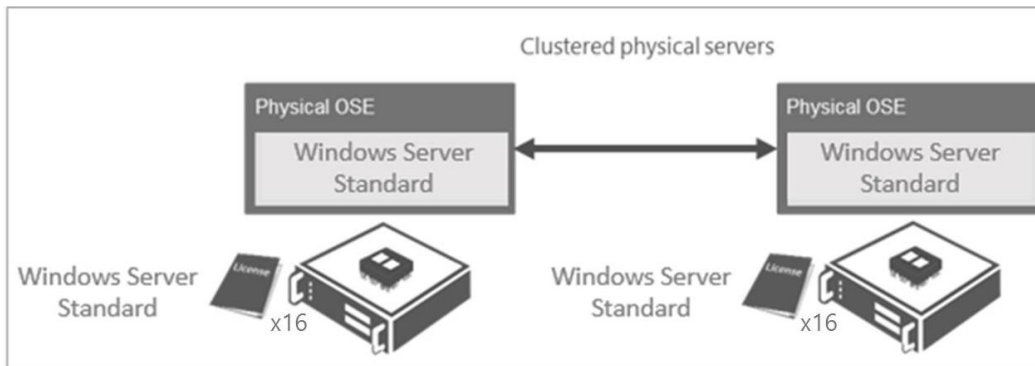 Clustered physical servers
Physical OSE
Windows Server
Standard
Physical OSE
Windows Server
Standard
Windows Server
Standard
License
x16
Windows Server
Standard
License
x16